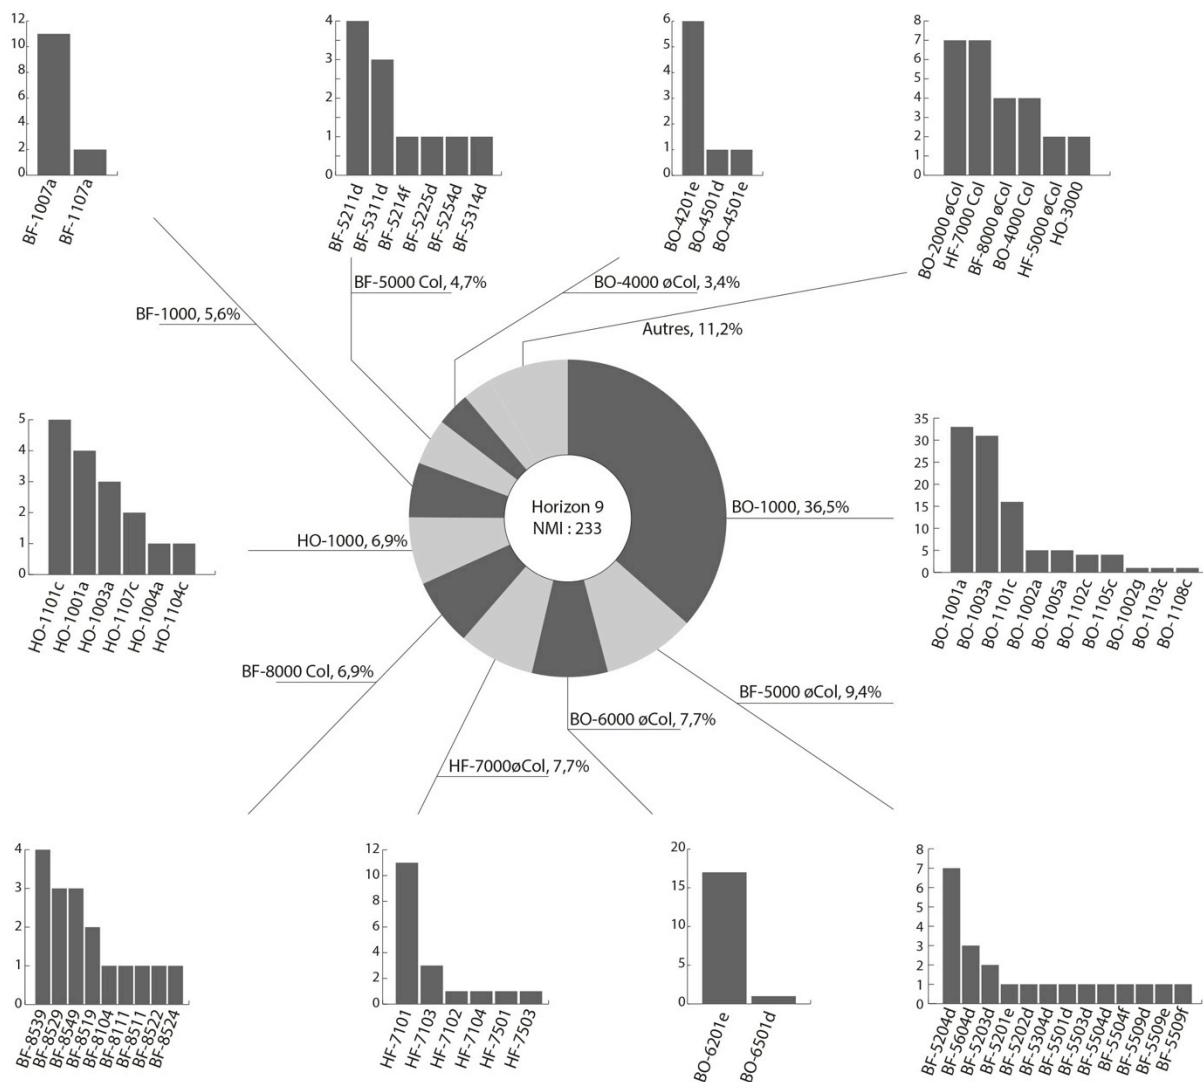 12
10
8
6
4
2
0
BF-1007a
BF-1107a
4
3
2
1
0
BF-5211d
BF-5311d
BF-5214f
BF-5225d
BF-5254d
BF-5314d
6
5
4
3
2
1
0
BO-4201e
BO-4501d
BO-4501e
8
7
6
5
4
3
2
1
0
BO-2000 øCol
HF-7000 Col
BF-8000 øCol
BO-4000 Col
HF-5000 øCol
HO-3000
BF-1000, 5,6%
BF-5000 Col, 4,7%
BO-4000 øCol, 3,4%
Autres, 11,2%
5
4
3
2
1
0
HO-1101c
HO-1001a
HO-1003a
HO-1107c
HO-1004a
HO-1104c
HO-1000, 6,9%
Horizon 9
NMI : 233
BO-1000, 36,5%
35
30
25
20
15
10
5
0
BO-1001a
BO-1003a
BO-1101c
BO-1002a
BO-1005a
BO-1102c
BO-1105c
BO-1002g
BO-1103c
BO-1108c
BF-8000 Col, 6,9%
HF-7000øCol, 7,7%
BO-6000 øCol, 7,7%
BF-5000 øCol, 9,4%
4
3
2
1
0
BF-8539
BF-8529
BF-8549
BF-8519
BF-8104
BF-8111
BF-8511
BF-8522
BF-8524
12
10
8
6
4
2
0
HF-7101
HF-7103
HF-7102
HF-7104
HF-7501
HF-7503
20
15
10
5
0
BO-6201e
BO-6501d
8
7
6
5
4
3
2
1
0
BF-5204d
BF-5604d
BF-5203d
BF-5201e
BF-5202d
BF-5304d
BF-5501d
BF-5503d
BF-5504d
BF-5504f
BF-5509d
BF-5509e
BF-5509f